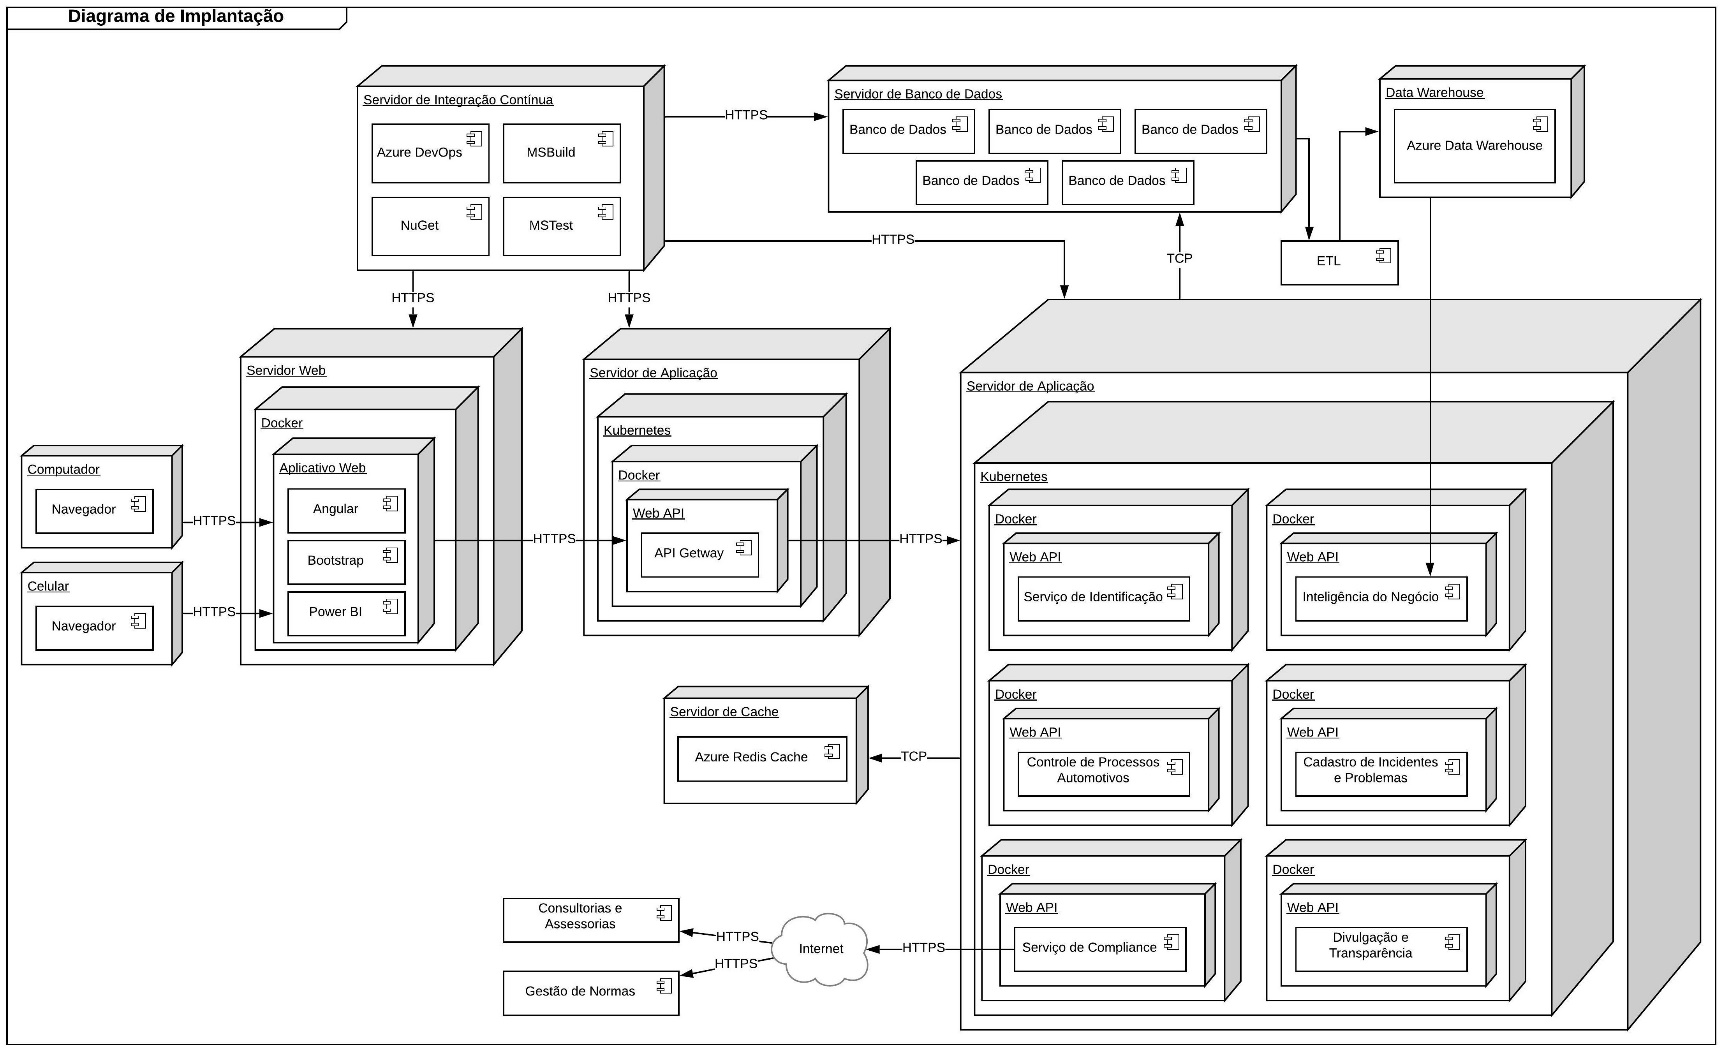 Diagrama de Implantação
Servidor de Integração Contínua
Azure DevOps
MSBuild
NuGet
MSTest
HTTPS
Servidor de Banco de Dados
Banco de Dados
Banco de Dados
Banco de Dados
Banco de Dados
Banco de Dados
Data Warehouse
Azure Data Warehouse
HTTPS
TCP
ETL
HTTPS
HTTPS
Servidor Web
Docker
Aplicativo Web
Angular
Bootstrap
Power BI
Computador
Navegador
HTTPS
Celular
Navegador
HTTPS
HTTPS
Servidor de Aplicação
Kubernetes
Docker
Web API
API Getway
HTTPS
Servidor de Aplicação
Kubernetes
Docker
Web API
Serviço de Identificação
Docker
Web API
Inteligência do Negócio
Docker
Web API
Controle de Processos
Automotivos
Docker
Web API
Cadastro de Incidentes
e Problemas
Docker
Web API
Serviço de Compliance
Docker
Web API
Divulgação e
Transparência
Servidor de Cache
Azure Redis Cache
TCP
HTTPS
Internet
HTTPS
HTTPS
Consultorias e
Assessorias
Gestão de Normas